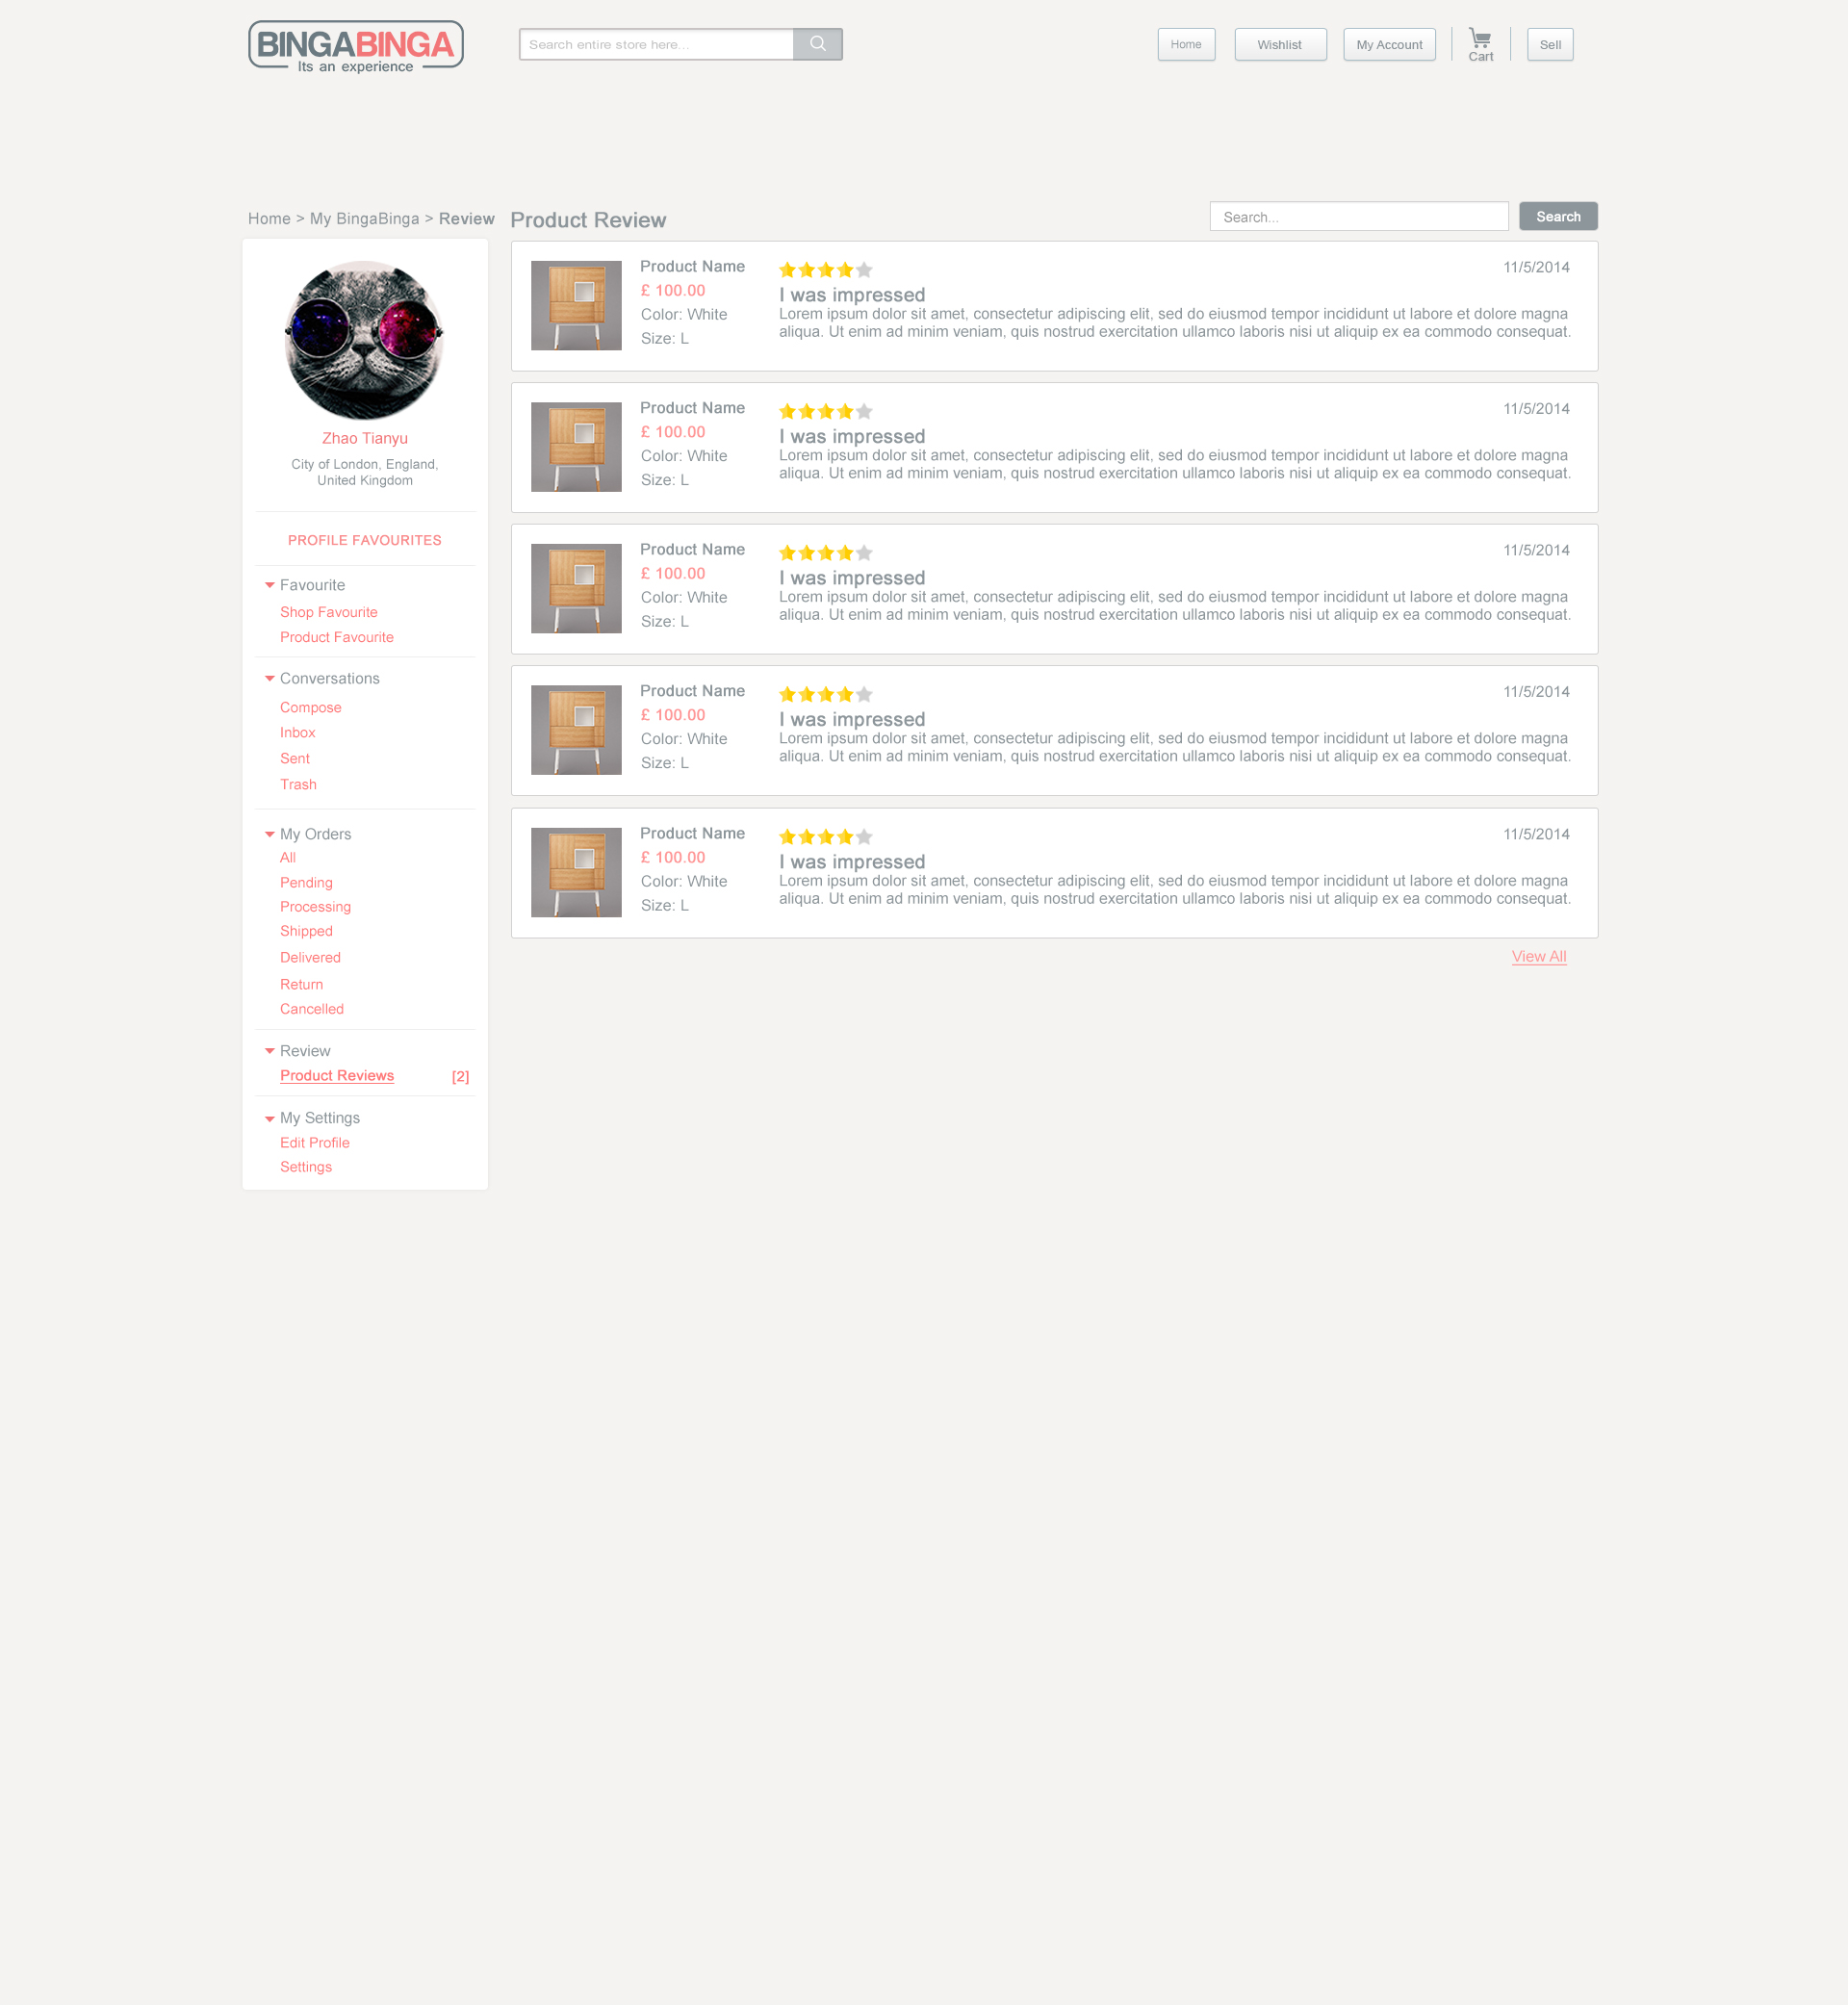 BINGABINGA
Its an experience
Search entire store here...
Home
Wishlist
My Account
Cart
Sell
Home > My BingaBinga > Review
Product Review
Search...
Search
Zhao Tianyu
City of London, England,
United Kingdom
PROFILE FAVOURITES
Favourite
Shop Favourite
Product Favourite
Conversations
Compose
Inbox
Sent
Trash
My Orders
All
Pending
Processing
Shipped
Delivered
Return
Cancelled
Review
Product Reviews [2]
My Settings
Edit Profile
Settings
Product Name
£ 100.00
Color: White
Size: L
11/5/2014
I was impressed
Lorem ipsum dolor sit amet, consectetur adipiscing elit, sed do eiusmod tempor incididunt ut labore et dolore magna
aliqua. Ut enim ad minim veniam, quis nostrud exercitation ullamco laboris nisi ut aliquip ex ea commodo consequat.
Product Name
£ 100.00
Color: White
Size: L
11/5/2014
I was impressed
Lorem ipsum dolor sit amet, consectetur adipiscing elit, sed do eiusmod tempor incididunt ut labore et dolore magna
aliqua. Ut enim ad minim veniam, quis nostrud exercitation ullamco laboris nisi ut aliquip ex ea commodo consequat.
Product Name
£ 100.00
Color: White
Size: L
11/5/2014
I was impressed
Lorem ipsum dolor sit amet, consectetur adipiscing elit, sed do eiusmod tempor incididunt ut labore et dolore magna
aliqua. Ut enim ad minim veniam, quis nostrud exercitation ullamco laboris nisi ut aliquip ex ea commodo consequat.
Product Name
£ 100.00
Color: White
Size: L
11/5/2014
I was impressed
Lorem ipsum dolor sit amet, consectetur adipiscing elit, sed do eiusmod tempor incididunt ut labore et dolore magna
aliqua. Ut enim ad minim veniam, quis nostrud exercitation ullamco laboris nisi ut aliquip ex ea commodo consequat.
Product Name
£ 100.00
Color: White
Size: L
11/5/2014
I was impressed
Lorem ipsum dolor sit amet, consectetur adipiscing elit, sed do eiusmod tempor incididunt ut labore et dolore magna
aliqua. Ut enim ad minim veniam, quis nostrud exercitation ullamco laboris nisi ut aliquip ex ea commodo consequat.
View All